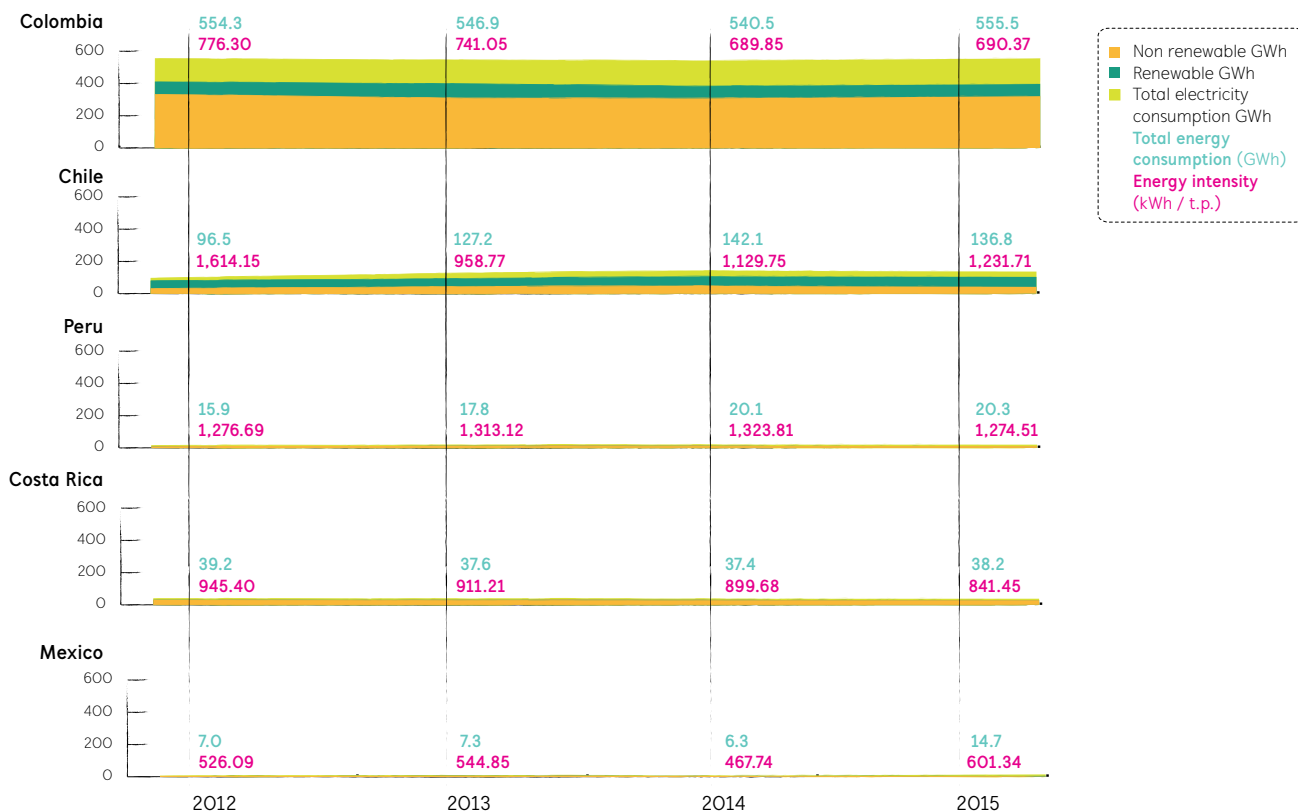 Colombia
554.3 546.9 540.5 555.5
776.30 741.05 689.85 690.37
600
400
200
0
Non renewable GWh
Renewable GWh
Total electricity
consumption GWh
Total energy
consumption (GWh)
Energy intensity
(kWh / t.p.)
Chile
600
400
96.5 127.2 142.1 136.8
1,614.15 958.77 1,129.75 1,231.71
200
0
Peru
600
400
15.9 17.8 20.1 20.3
200
1,276.69 1,313.12 1,323.81 1,274.51
0
Costa Rica
600
400
39.2 37.6 37.4 38.2
200
945.40 911.21 899.68 841.45
0
Mexico
600
400
7.0 7.3 6.3 14.7
200
526.09 544.85 467.74 601.34
0
2012 2013 2014 2015